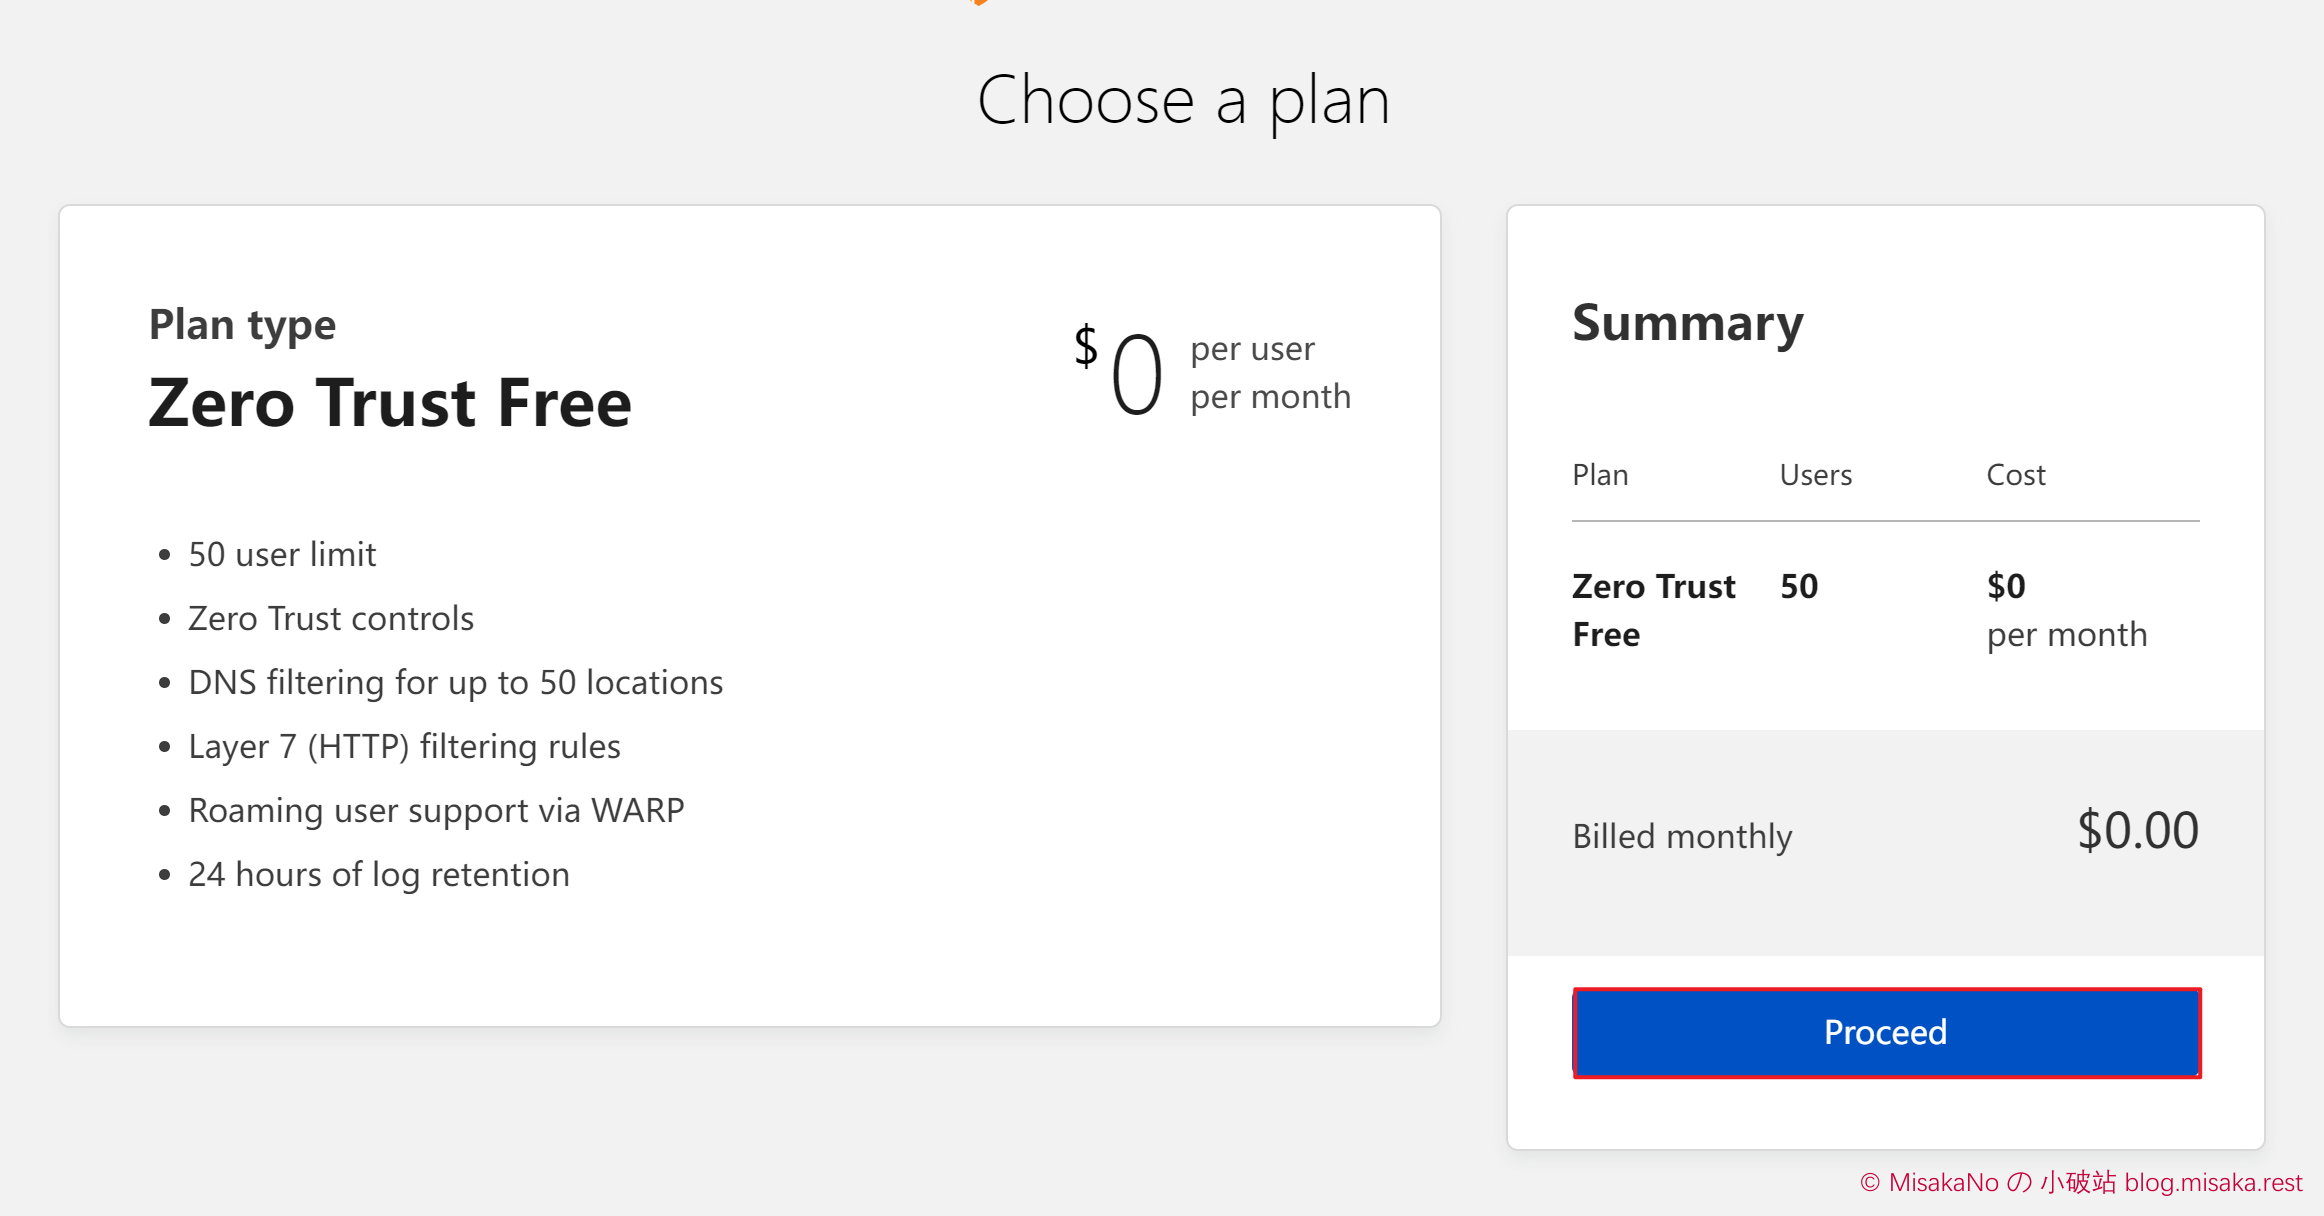 Choose a plan
Plan type
Zero Trust Free
$0 per user
per month
• 50 user limit
• Zero Trust controls
• DNS filtering for up to 50 locations
• Layer 7 (HTTP) filtering rules
• Roaming user support via WARP
• 24 hours of log retention
Summary
Plan Users Cost
Zero Trust 50 $0
Free per month
Billed monthly $0.00
Proceed
© MisakaNo の 小破站 blog.misaka.rest